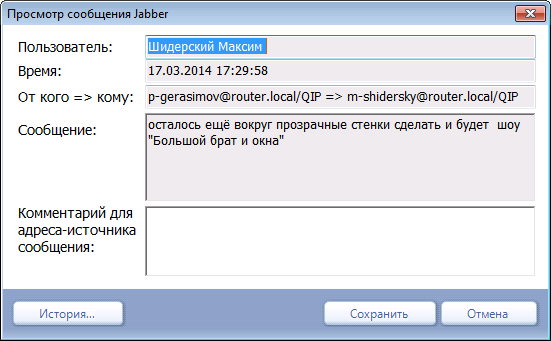 Просмотр сообщения Jabber
Пользователь: Шидерский Максим
Время: 17.03.2014 17:29:58
От кого => кому: p-gerasimov@router.local/QIP => m-shidersky@router.local/QIP
Сообщение: осталось ещё вокруг прозрачные стенки сделать и будет  шоу
"Большой брат и окна"
Комментарий для
адреса-источника
сообщения:
История... Сохранить Отмена